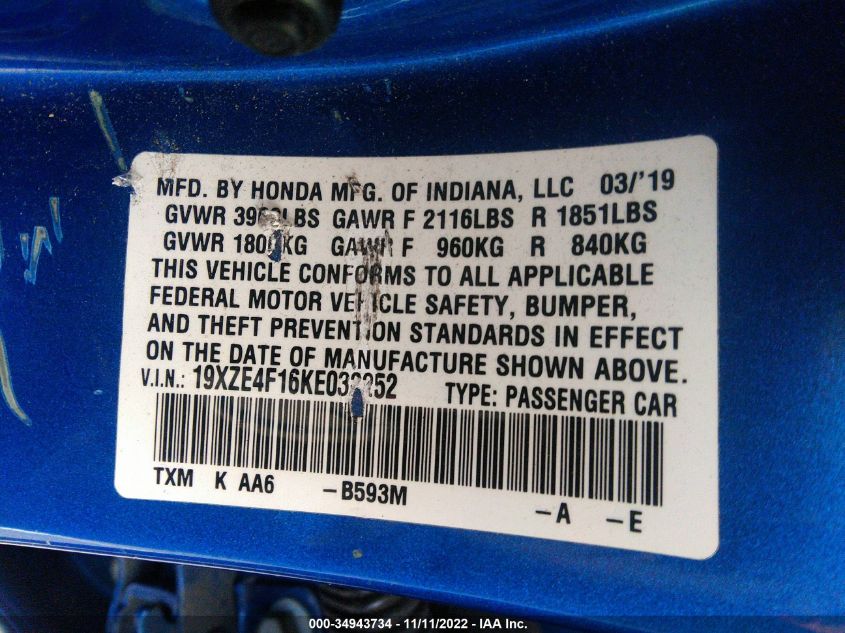 MFD. BY HONDA MFG. OF INDIANA, LLC 03/'19
GVWR GAWR F 2116LBS R 1851LBS
GVWR GAWR F 960KG R 840KG
THIS VEHICLE CONFORMS TO ALL APPLICABLE
FEDERAL MOTOR VEHICLE SAFETY, BUMPER,
AND THEFT PREVENTION STANDARDS IN EFFECT
ON THE DATE OF MANUFACTURE SHOWN ABOVE.
V.I.N.: TYPE: PASSENGER CAR
TXM K AA6 -B593M -A -E
000-34943734 - 11/11/2022 - IAA Inc.